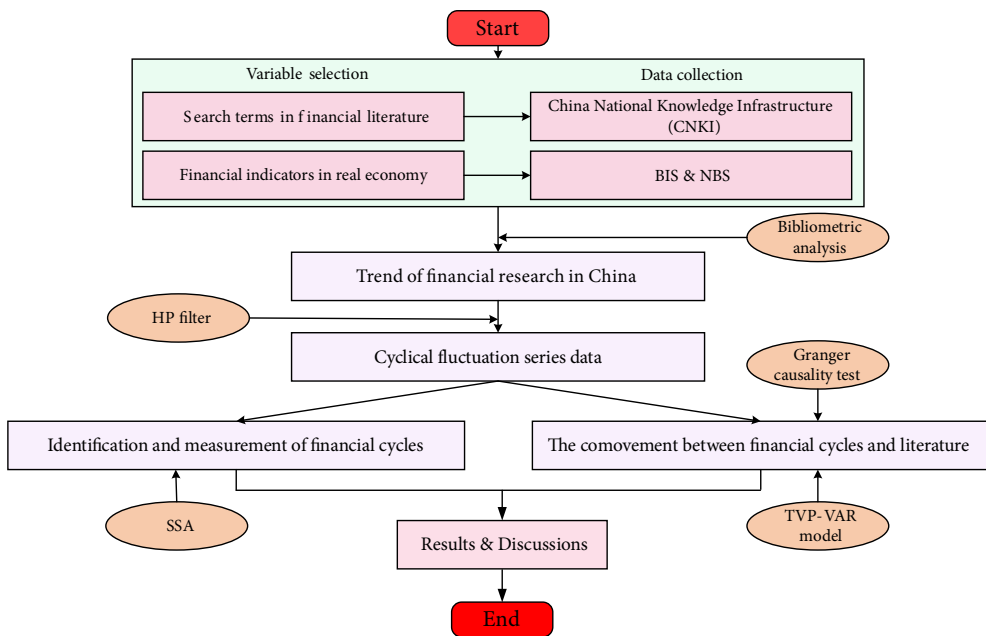 Start
Variable selection
Data collection
Search terms in financial literature
China National Knowledge Infrastructure
(CNKI)
Financial indicators in real economy
BIS & NBS
Bibliometric
analysis
Trend of financial research in China
HP filter
Cyclical fluctuation series data
Granger
causality test
Identification and measurement of financial cycles
The comovement between financial cycles and literature
SSA
TVP-VAR
model
Results & Discussions
End